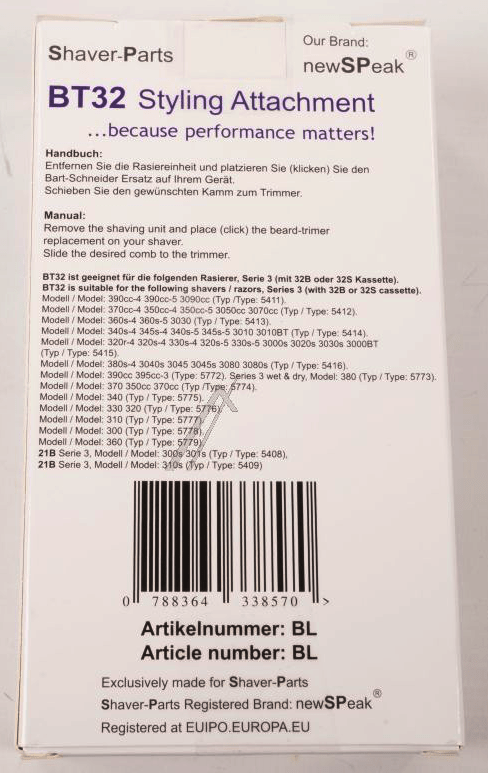 Shaver-Parts
Our Brand:
newSPeak®
BT32 Styling Attachment
...because performance matters!
Handbuch:
Entfernen Sie die Rasiereinheit und platzieren Sie (klicken) Sie den
Bart-Schneider Ersatz auf Ihrem Gerät.
Schieben Sie den gewünschten Kamm zum Trimmer.
Manual:
Remove the shaving unit and place (click) the beard-trimer
replacement on your shaver.
Slide the desired comb to the trimmer.
BT32 ist geeignet für die folgenden Rasierer, Serie 3 (mit 32B oder 32S Kassette).
BT32 is suitable for the following shavers / razors, Series 3 (with 32B or 32S cassette).
Modell / Model: 390cc-4 390cc-5 3090cc (Typ /Type: 5411).
Modell / Model: 370cc-4 350cc-4 350cc-5 3050cc 3070cc (Typ / Type: 5412).
Modell / Model: 360s-4 360s-5 3030 (Typ / Type: 5413).
Modell / Model: 340s-4 345s-4 340s-5 345s-5 3010 3010BT (Typ / Type: 5414).
Modell / Model: 320r-4 320s-4 330s-4 320s-5 330s-5 3000s 3020s 3030s 3000BT
(Typ / Type: 5415).
Modell / Model: 380s-4 3040s 3045 3045s 3080 3080s (Typ / Type: 5416).
Modell / Model: 390cc 395cc-3 (Type: 5772). Series 3 wet & dry, Model: 380 (Typ / Type: 5773).
Modell / Model: 370 350cc 370cc (Typ /Type: 5774).
Modell / Model: 340 (Typ / Type: 5775).
Modell / Model: 330 320 (Typ / Type: 5776).
Modell / Model: 310 (Typ / Type: 5777).
Modell / Model: 300 (Typ / Type: 5778).
Modell / Model: 360 (Typ / Type: 5779).
21B Serie 3, Modell / Model: 300s 301s (Typ / Type: 5408),
21B Serie 3, Modell / Model: 310s (Typ / Type: 5409)
0 788364 338570 >
Artikelnummer: BL
Article number: BL
Exclusively made for Shaver-Parts
Shaver-Parts Registered Brand: newSPeak®
Registered at EUIPO.EUROPA.EU